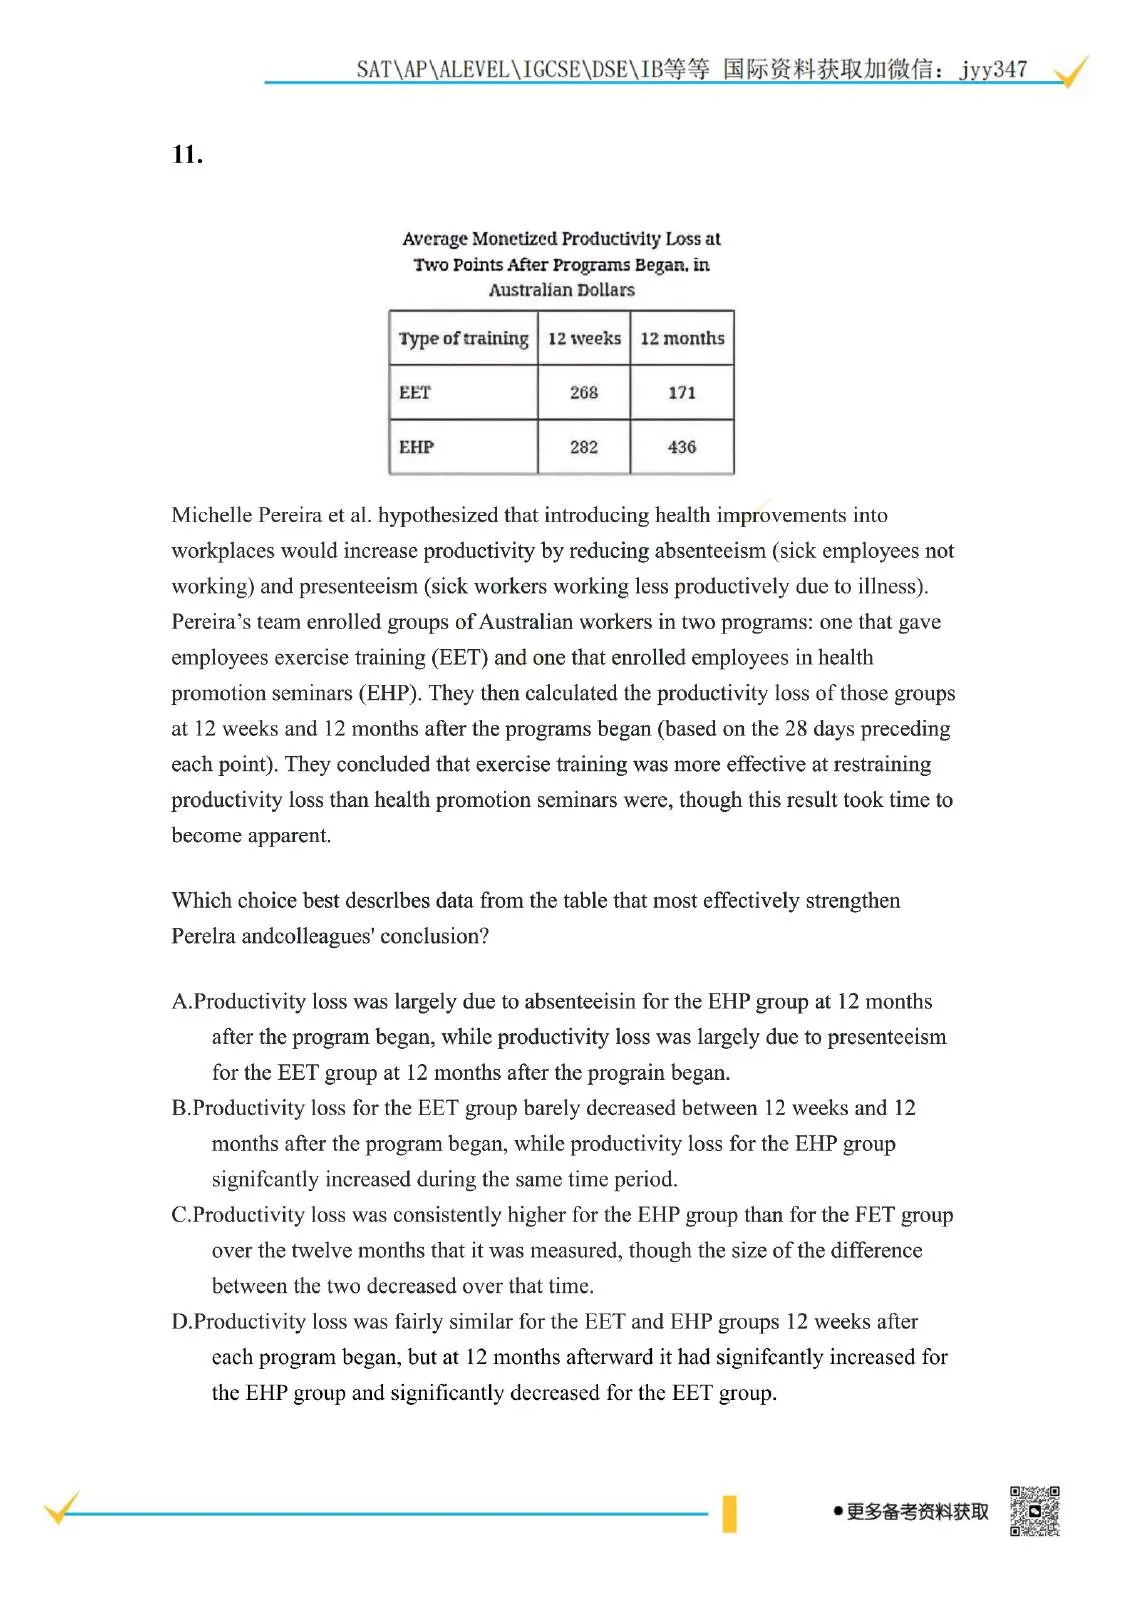 SAT\AP\ALEVEL\IGCSE\DSE\IB等等 国际资料获取加微信：jyy347
11.
Average Monetized Productivity Loss at
Two Points After Programs Began, in
Australian Dollars
Type of training 12 weeks 12 months
EET 268 171
EHP 282 436
Michelle Pereira et al. hypothesized that introducing health improvements into
workplaces would increase productivity by reducing absenteeism (sick employees not
working) and presenteeism (sick workers working less productively due to illness).
Pereira's team enrolled groups of Australian workers in two programs: one that gave
employees exercise training (EET) and one that enrolled employees in health
promotion seminars (EHP). They then calculated the productivity loss of those groups
at 12 weeks and 12 months after the programs began (based on the 28 days preceding
each point). They concluded that exercise training was more effective at restraining
productivity loss than health promotion seminars were, though this result took time to
become apparent.
Which choice best descrlbes data from the table that most effectively strengthen
Perelra andcolleagues' conclusion?
A.Productivity loss was largely due to absenteeisin for the EHP group at 12 months
after the program began, while productivity loss was largely due to presenteeism
for the EET group at 12 months after the prograin began.
B.Productivity loss for the EET group barely decreased between 12 weeks and 12
months after the program began, while productivity loss for the EHP group
signifcantly increased during the same time period.
C.Productivity loss was consistently higher for the EHP group than for the FET group
over the twelve months that it was measured, though the size of the difference
between the two decreased over that time.
D.Productivity loss was fairly similar for the EET and EHP groups 12 weeks after
each program began, but at 12 months afterward it had signifcantly increased for
the EHP group and significantly decreased for the EET group.
●更多备考资料获取